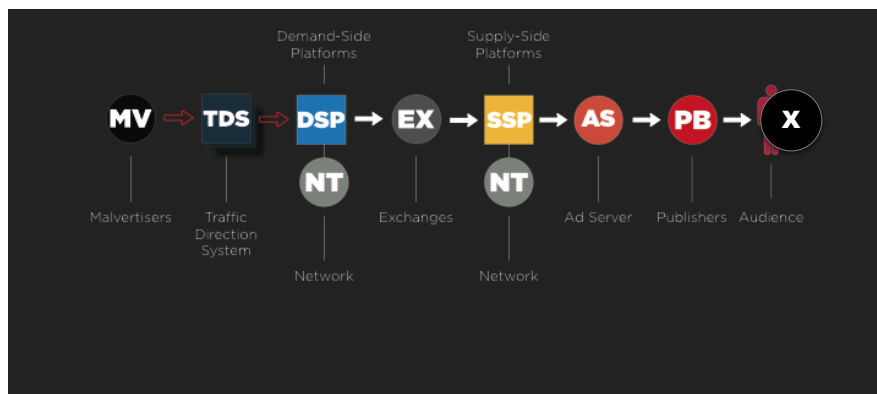 Demand-Side
Platforms
Supply-Side
Platforms
MV
TDS
DSP
EX
SSP
AS
PB
X
NT
NT
Malvertisers
Traffic
Direction
System
Exchanges
Ad Server
Publishers
Audience
Network
Network